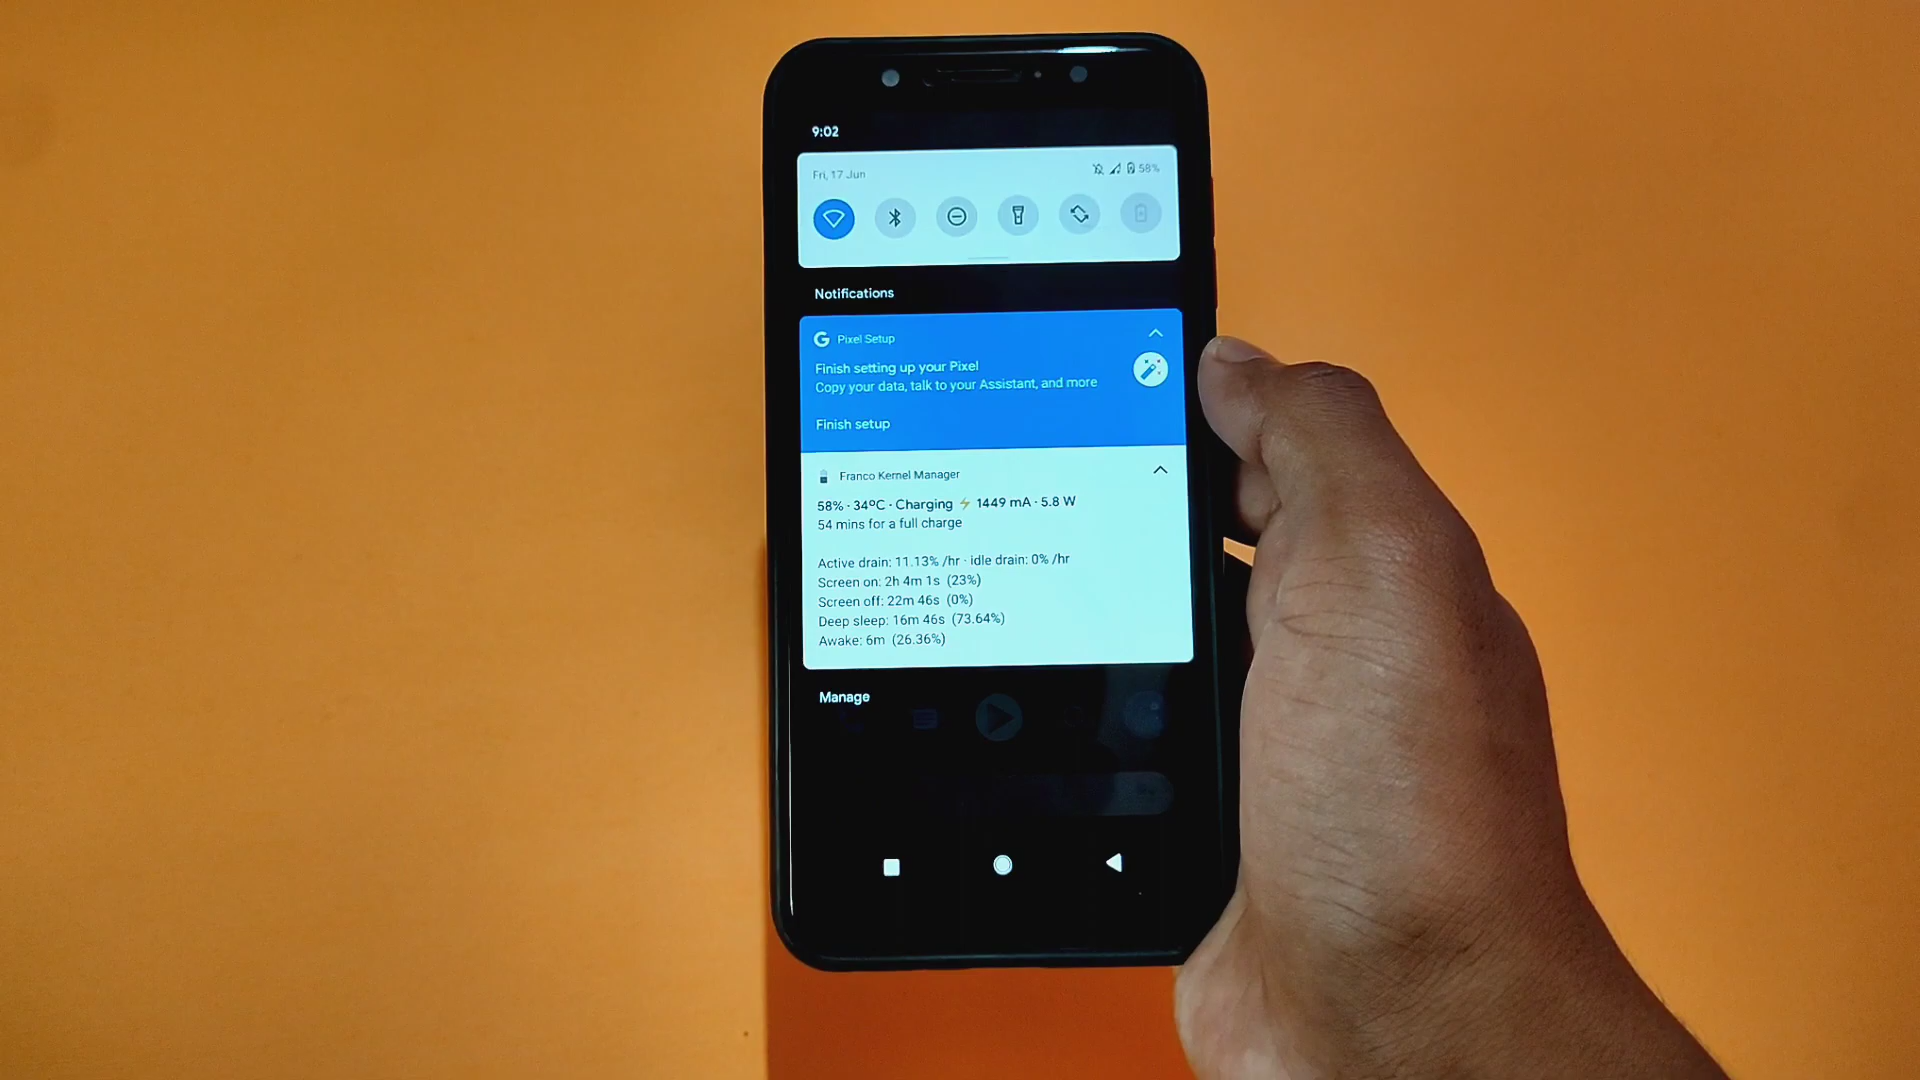 9:02
Fri, 17 Jun
58%
Notifications
G Pixel Setup
Finish setting up your Pixel
Copy your data, talk to your Assistant, and more
Finish setup
Franco Kernel Manager
58% · 34ºC · Charging ⚡ 1449 mA · 5.8 W
54 mins for a full charge
Active drain: 11.13% /hr · idle drain: 0% /hr
Screen on: 2h 4m 1s (23%)
Screen off: 22m 46s (0%)
Deep sleep: 16m 46s (73.64%)
Awake: 6m (26.36%)
Manage